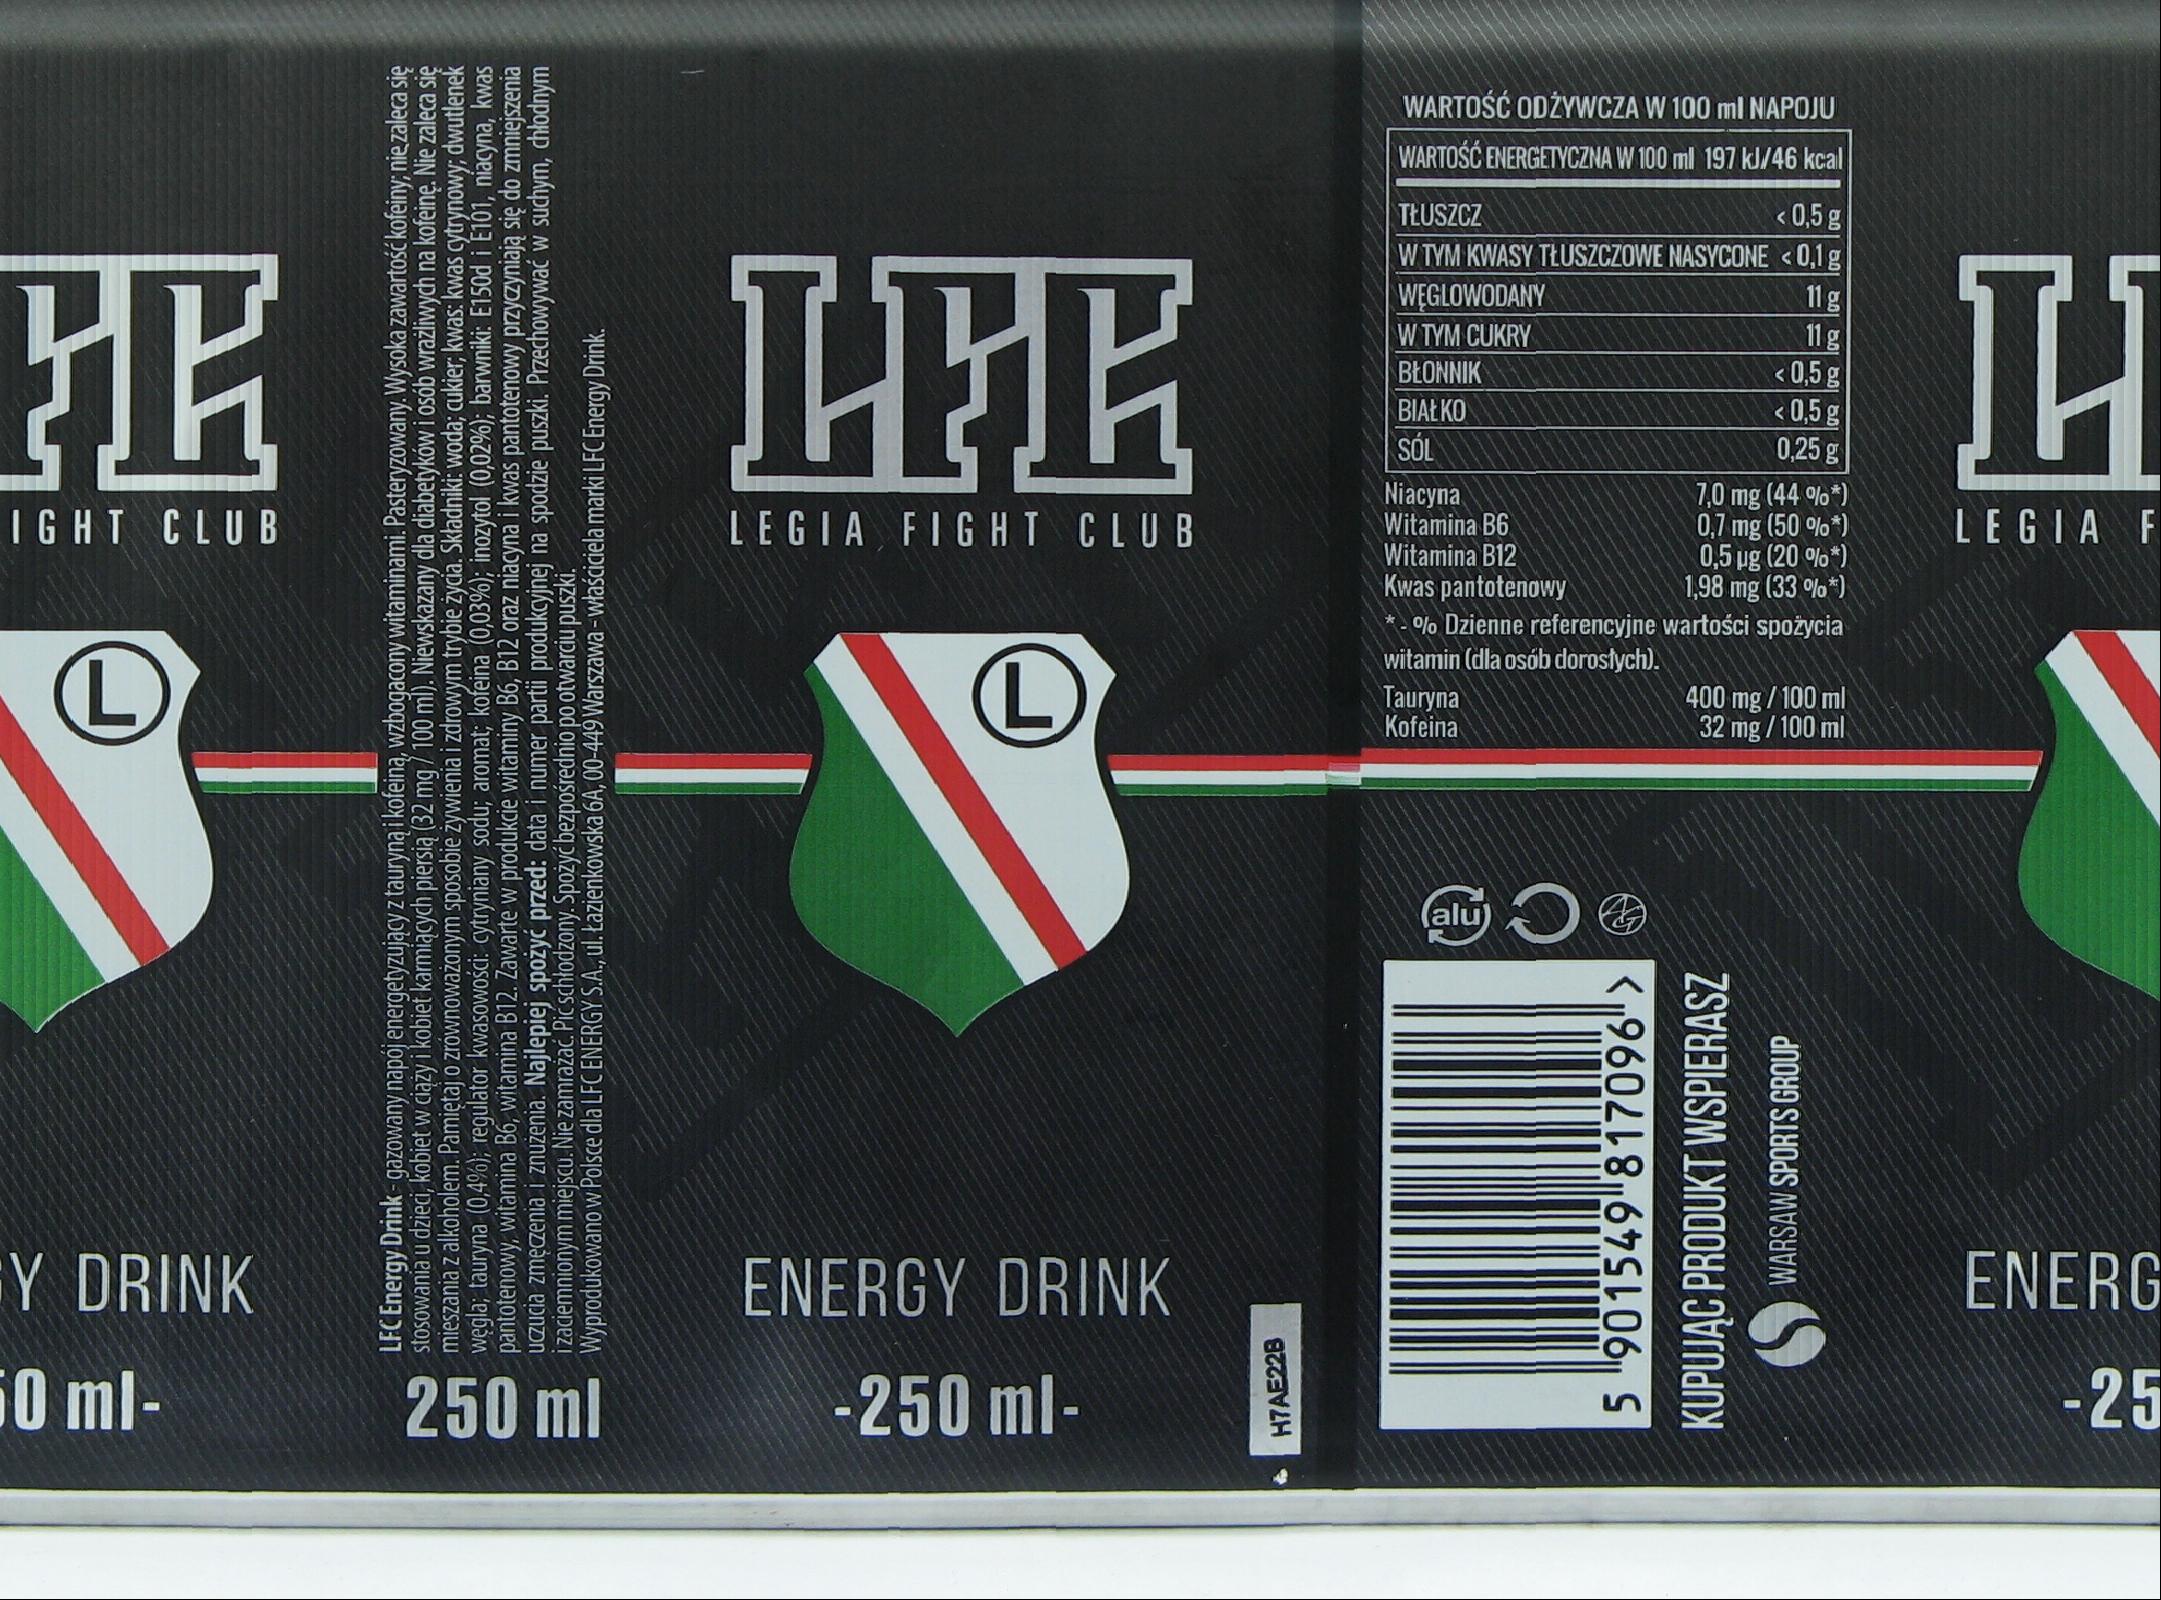 FC
IGHT CLUB
L
GY DRINK
50 ml-
LFC Energy Drink - gazowany napój energetyzujący z tauryną i kofeiną, wzbogacony witaminami. Pasteryzowany. Wysoka zawartość kofeiny; nie zaleca się
stosowania u dzieci, kobiet w ciąży i kobiet karmiących piersią (32 mg / 100 ml). Niewskazany dla diabetyków i osób wrażliwych na kofeinę. Nie zaleca się
mieszania z alkoholem. Pamiętaj o zrównoważonym sposobie żywienia i zdrowym trybie życia. Składniki: woda; cukier; kwas: kwas cytrynowy; dwutlenek
węgla; tauryna (0,4%); regulator kwasowości: cytryniany sodu; aromat; kofeina (0,03%); inozytol (0,02%); barwniki: E150d i E101, niacyna, kwas
pantotenowy, witamina B6, witamina B12. Zawarte w produkcie witaminy B6, B12 oraz niacyna i kwas pantotenowy przyczyniają się do zmniejszenia
uczucia zmęczenia i znużenia. Najlepiej spożyć przed: data i numer partii produkcyjnej na spodzie puszki. Przechowywać w suchym, chłodnym
i zaciemnionym miejscu. Nie zamrażać. Pić schłodzony. Spożyć bezpośrednio po otwarciu puszki.
Wyprodukowano w Polsce dla LFC ENERGY S.A., ul. Łazienkowska 6A, 00-449 Warszawa - właściciela marki LFC Energy Drink.
250 ml
LFC
LEGIA FIGHT CLUB
L
ENERGY DRINK
-250 ml-
H7AE22B
WARTOŚĆ ODŻYWCZA W 100 ml NAPOJU
WARTOŚĆ ENERGETYCZNA W 100 ml 197 kJ/46 kcal
TŁUSZCZ < 0,5 g
W TYM KWASY TŁUSZCZOWE NASYCONE < 0,1 g
WĘGLOWODANY 11 g
W TYM CUKRY 11 g
BŁONNIK < 0,5 g
BIAŁKO < 0,5 g
SÓL 0,25 g
Niacyna 7,0 mg (44 %*)
Witamina B6 0,7 mg (50 %*)
Witamina B12 0,5 µg (20 %*)
Kwas pantotenowy 1,98 mg (33 %*)
* - % Dzienne referencyjne wartości spożycia
witamin (dla osób dorosłych).
Tauryna 400 mg / 100 ml
Kofeina 32 mg / 100 ml
alu
5 901549 817096 >
KUPUJĄC PRODUKT WSPIERASZ
WARSAW SPORTS GROUP
L
LEGIA F
ENERG
-25